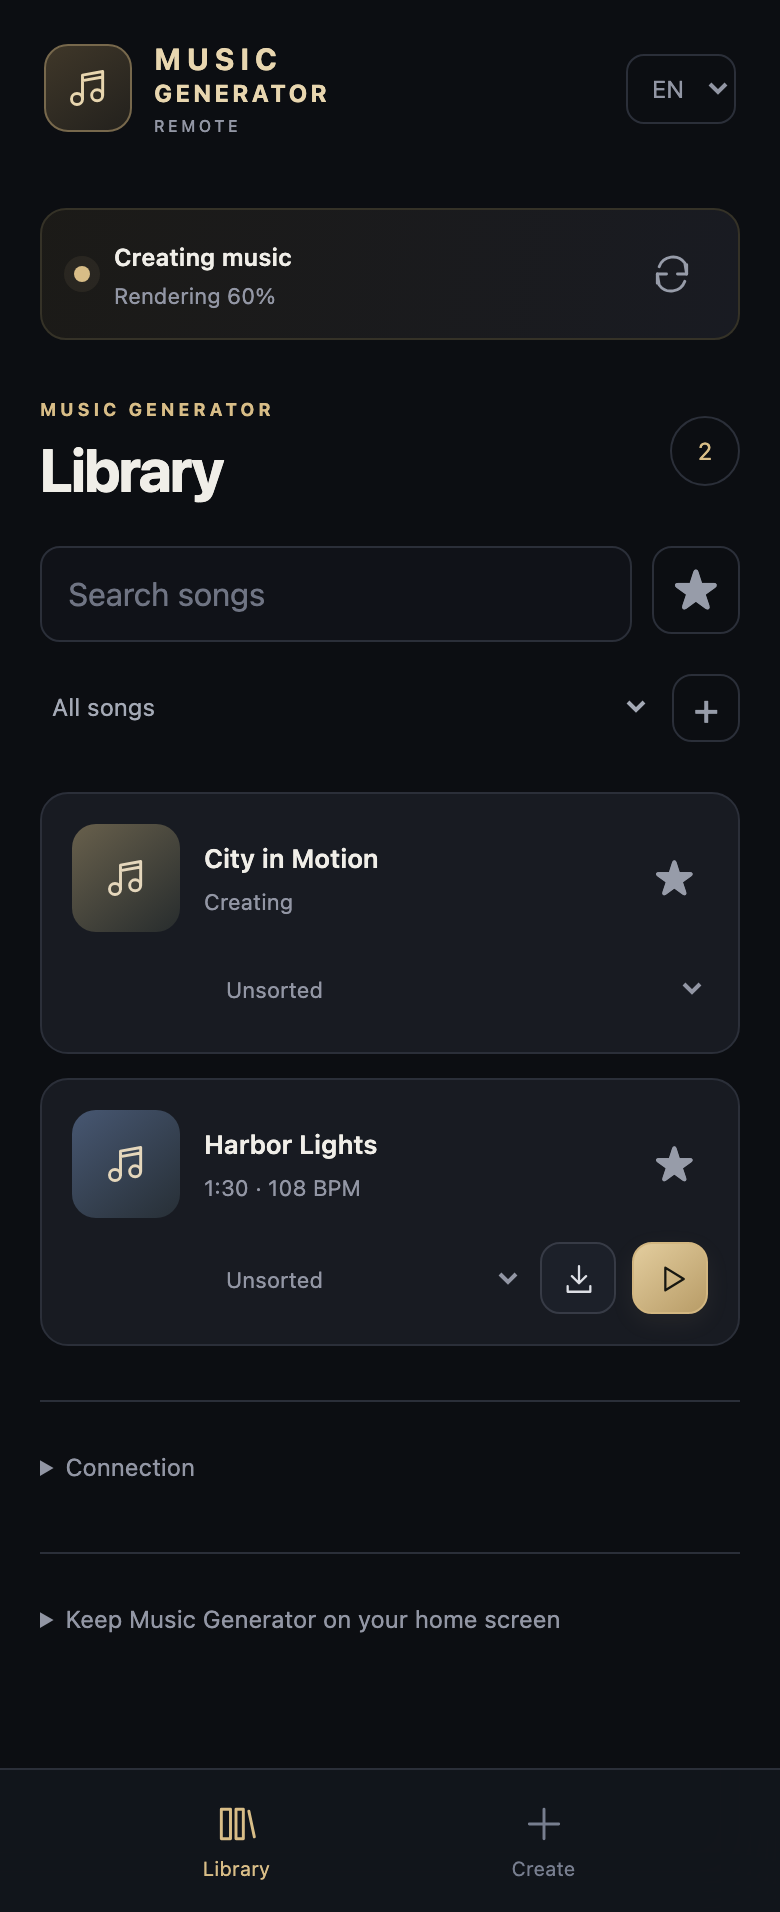 MUSIC
GENERATOR
REMOTE
EN
Creating music
Rendering 60%
MUSIC GENERATOR
Library
2
Search songs
All songs
City in Motion
Creating
Unsorted
Harbor Lights
1:30 · 108 BPM
Unsorted
Connection
Keep Music Generator on your home screen
Library
Create